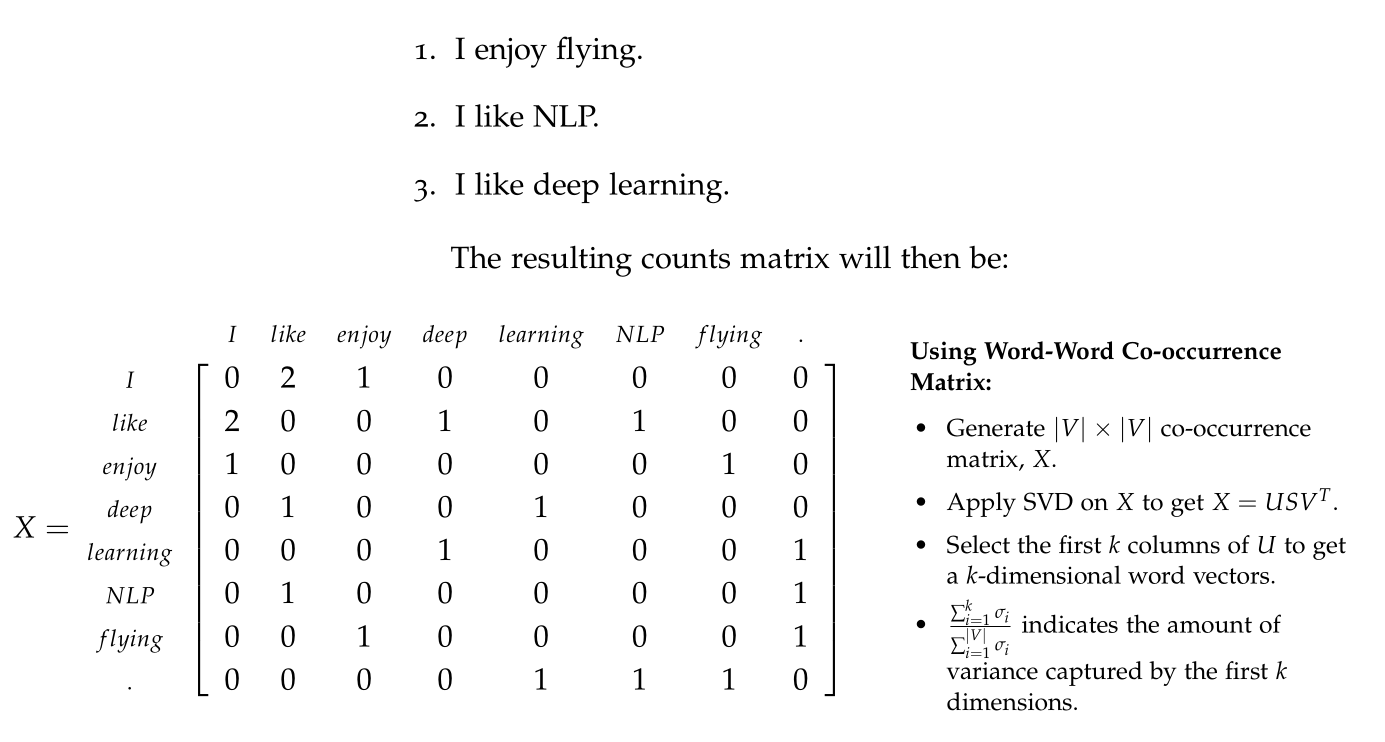 1. I enjoy flying.
2. I like NLP.
3. I like deep learning.
The resulting counts matrix will then be:
I like enjoy deep learning NLP flying .
I 0 2 1 0 0 0 0 0
like 2 0 0 1 0 1 0 0
enjoy 1 0 0 0 0 0 1 0
deep 0 1 0 0 1 0 0 0
X =
learning 0 0 0 1 0 0 0 1
NLP 0 1 0 0 0 0 0 1
flying 0 0 1 0 0 0 0 1
. 0 0 0 0 1 1 1 0
Using Word-Word Co-occurrence
Matrix:
• Generate |V| × |V| co-occurrence
matrix, X.
• Apply SVD on X to get X = USV^T.
• Select the first k columns of U to get
a k-dimensional word vectors.
• \frac{\sum_{i=1}^{k} σ_i}{\sum_{i=1}^{|V|} σ_i} indicates the amount of
variance captured by the first k
dimensions.